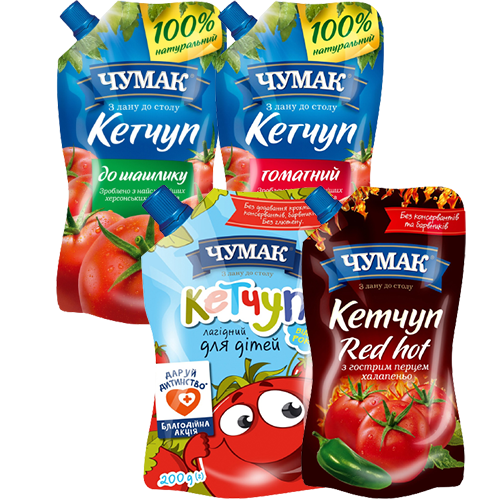 100%
натуральний
ЧУМАК
З лану до столу
Кетчуп
до шашлику
100%
натуральний
ЧУМАК
З лану до столу
Кетчуп
томатний
Без консервантів, барвників.
Без глютену.
ЧУМАК
З лану до столу
Кетчуп
лагідний
для дітей
ДАРУЙ
ДИТИНСТВО
БЛАГОДІЙНА
АКЦІЯ
200g(г)
Без консервантів
та барвників
ЧУМАК
З лану до столу
Кетчуп
Red hot
з гострим перцем
халапеньо